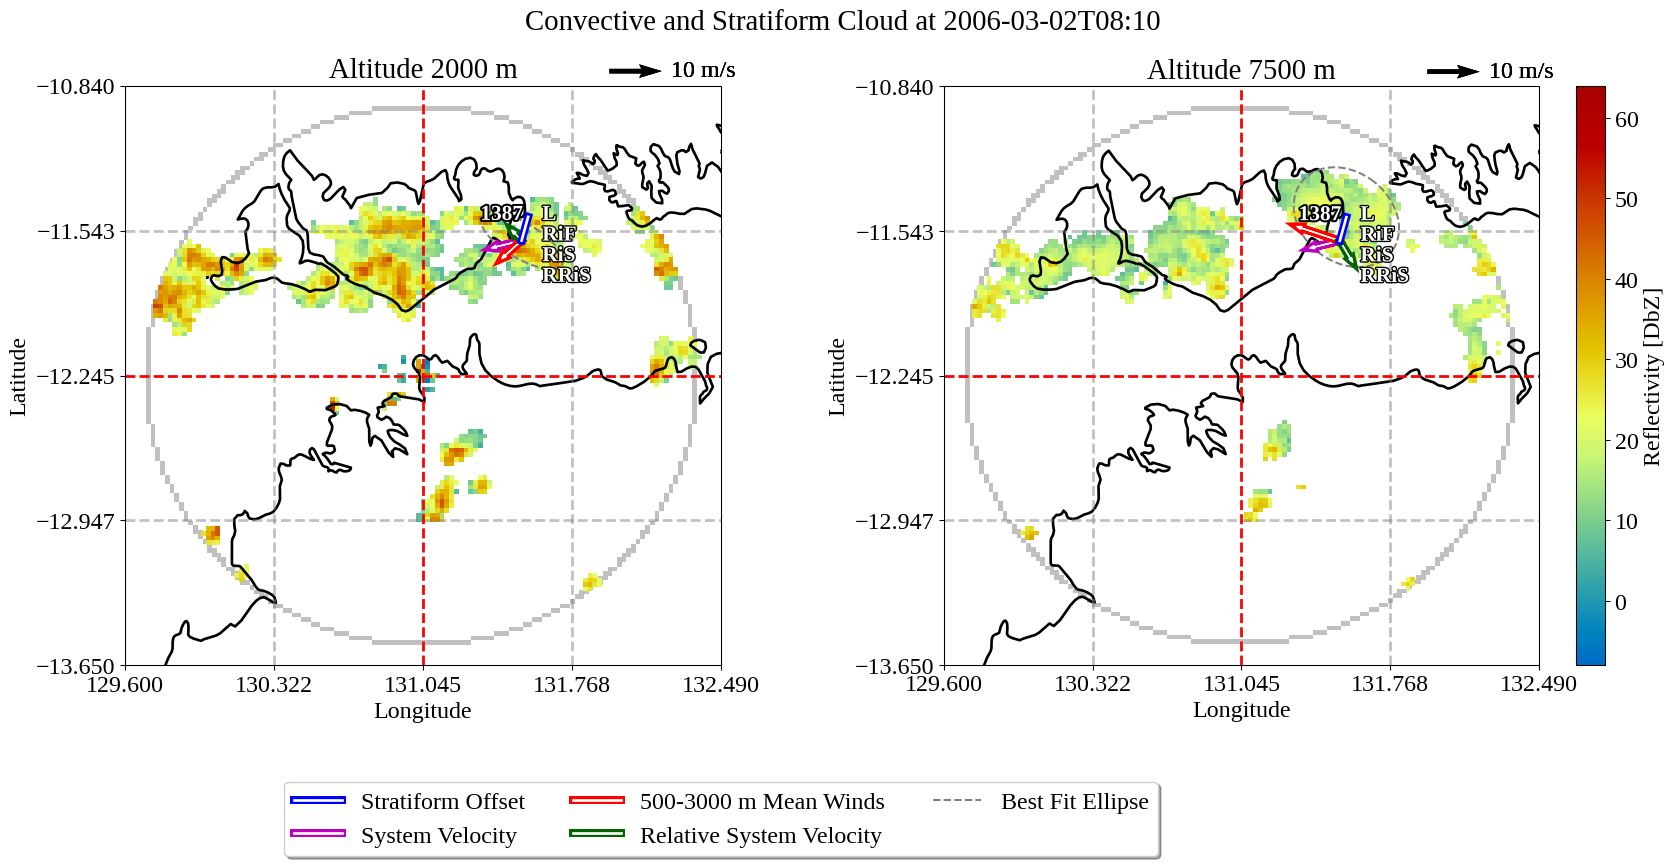 Convective and Stratiform Cloud at 2006-03-02T08:10
Altitude 2000 m
10 m/s
−10.840
−11.543
−12.245
−12.947
−13.650
129.600
130.322
131.045
131.768
132.490
Longitude
Latitude
1387
L
RiF
RiS
RRiS
Altitude 7500 m
10 m/s
−10.840
−11.543
−12.245
−12.947
−13.650
129.600
130.322
131.045
131.768
132.490
Longitude
Latitude
1387
L
RiF
RiS
RRiS
60
50
40
30
20
10
0
Reflectivity [DbZ]
Stratiform Offset
System Velocity
500-3000 m Mean Winds
Relative System Velocity
Best Fit Ellipse